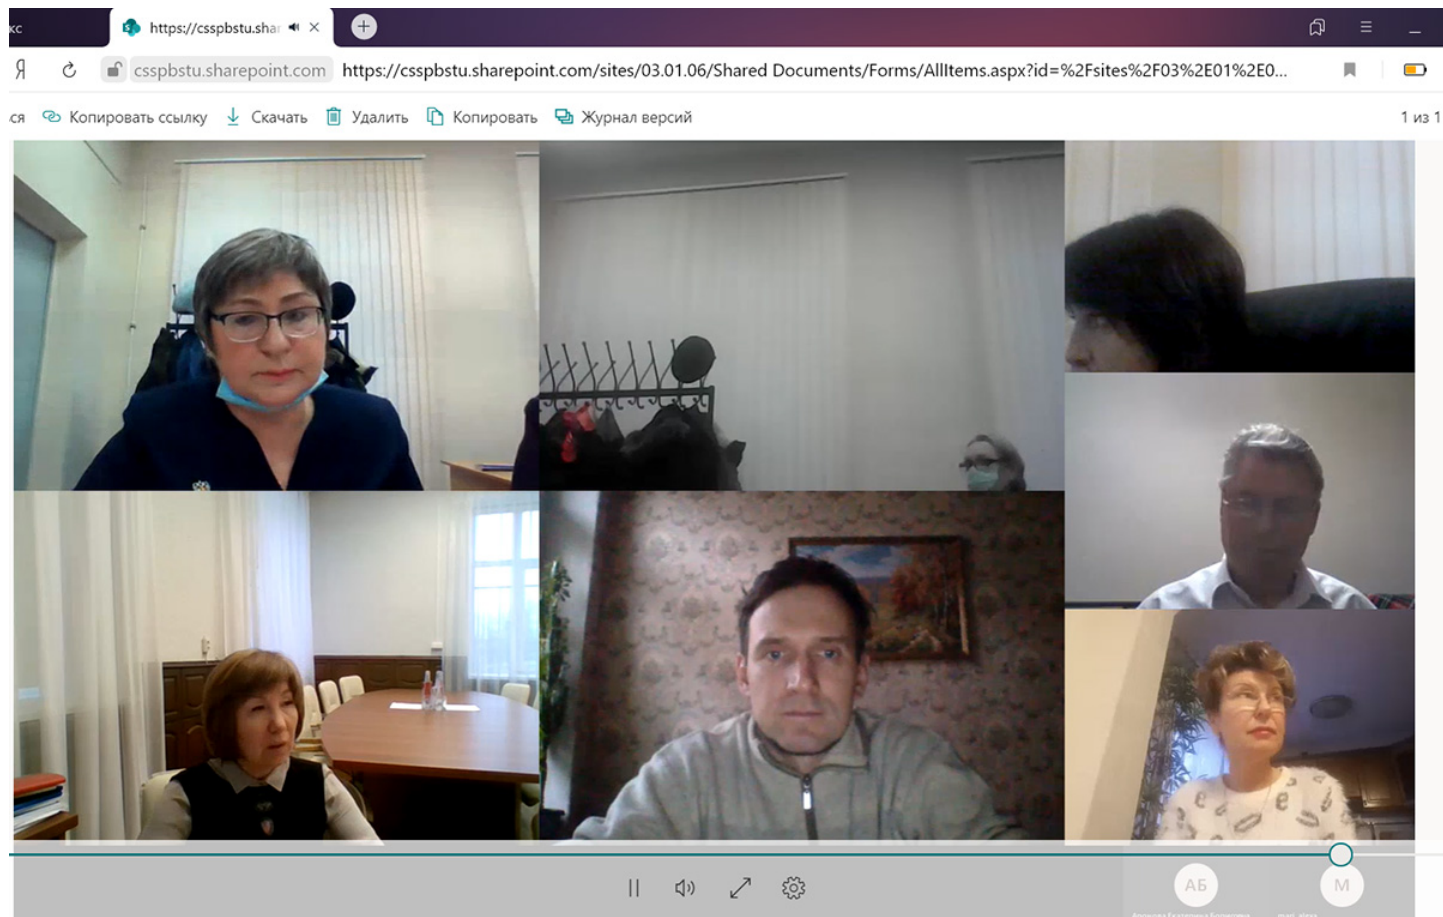 кс
https://csspbstu.sha
Я
csspbstu.sharepoint.com
https://csspbstu.sharepoint.com/sites/03.01.06/Shared Documents/Forms/AllItems.aspx?id=%2Fsites%2F03%2E01%2E0...
ся
Копировать ссылку
Скачать
Удалить
Копировать
Журнал версий
1 из 1
АБ
М